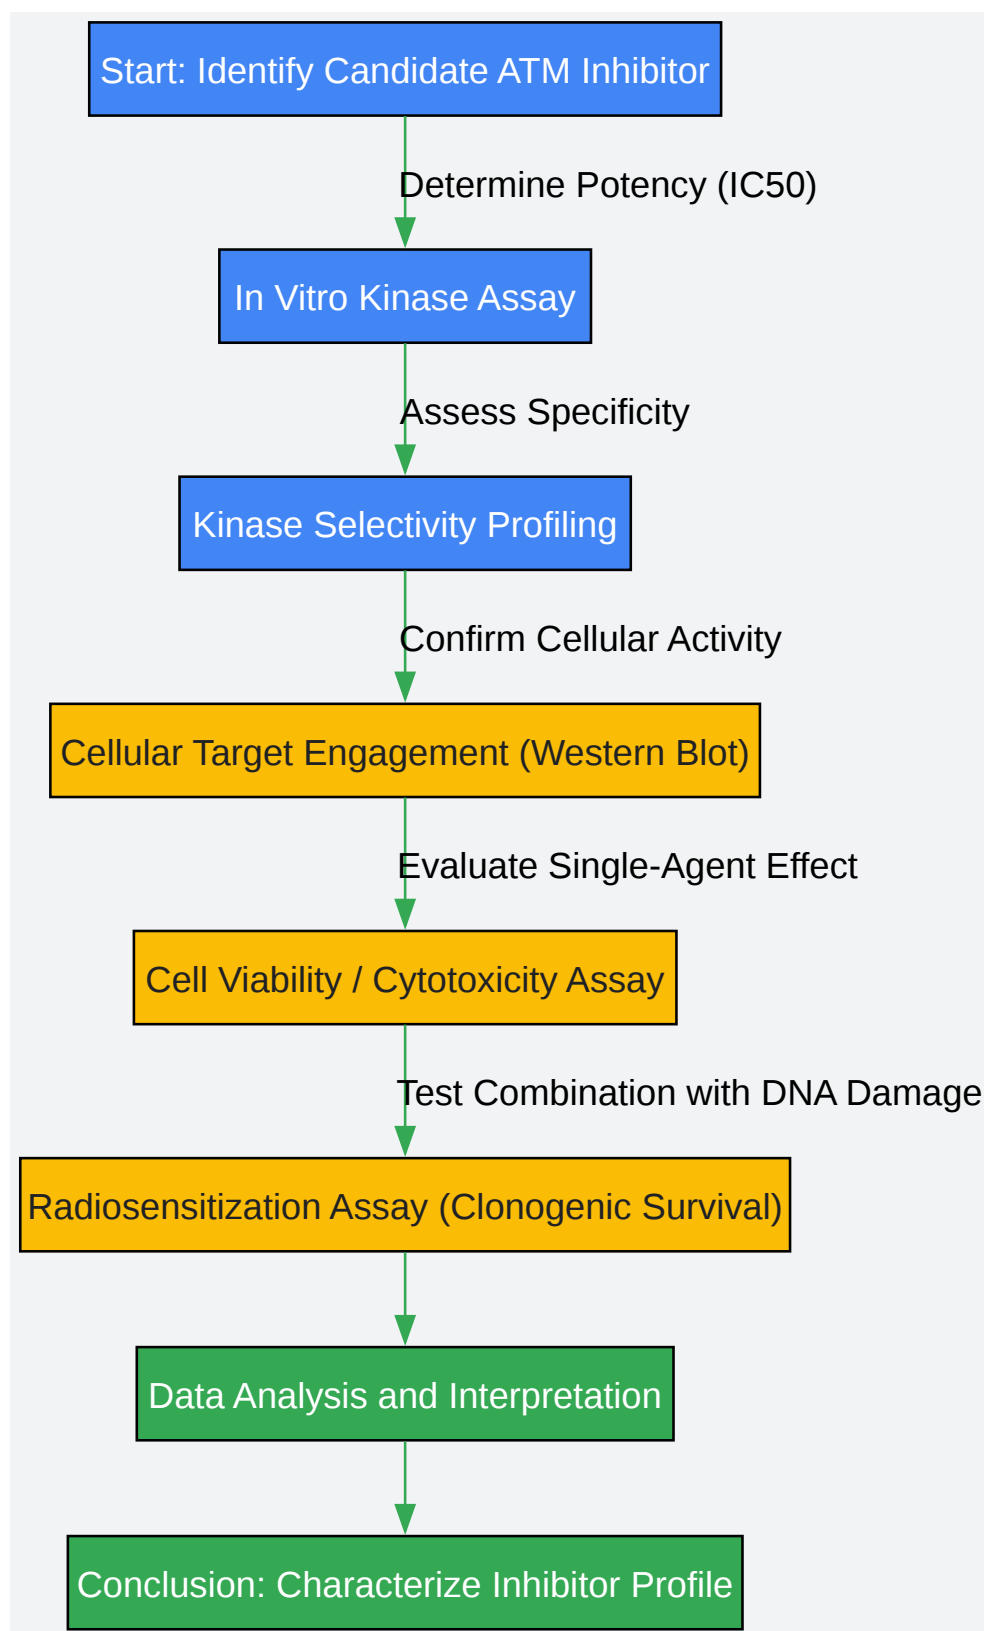 Start: Identify Candidate ATM Inhibitor
Determine Potency (IC50)
In Vitro Kinase Assay
Assess Specificity
Kinase Selectivity Profiling
Confirm Cellular Activity
Cellular Target Engagement (Western Blot)
Evaluate Single-Agent Effect
Cell Viability / Cytotoxicity Assay
Test Combination with DNA Damage
Radiosensitization Assay (Clonogenic Survival)
Data Analysis and Interpretation
Conclusion: Characterize Inhibitor Profile